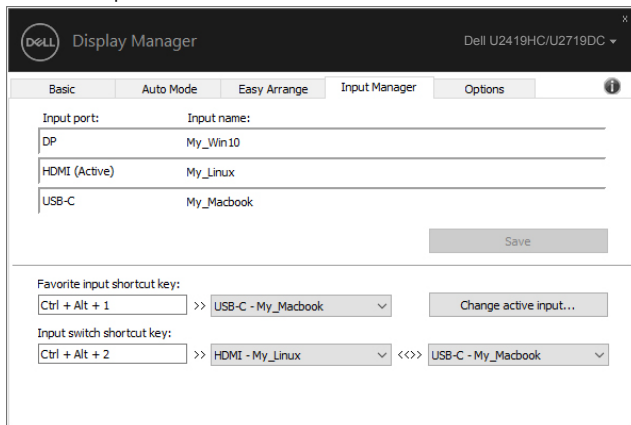 DELL Display Manager
x
Dell U2419HC/U2719DC
Basic Auto Mode Easy Arrange Input Manager Options i
Input port: Input name:
DP My_Win10
HDMI (Active) My_Linux
USB-C My_Macbook
Save
Favorite input shortcut key:
Ctrl + Alt + 1 >> USB-C - My_Macbook Change active input...
Input switch shortcut key:
Ctrl + Alt + 2 >> HDMI - My_Linux <<>> USB-C - My_Macbook